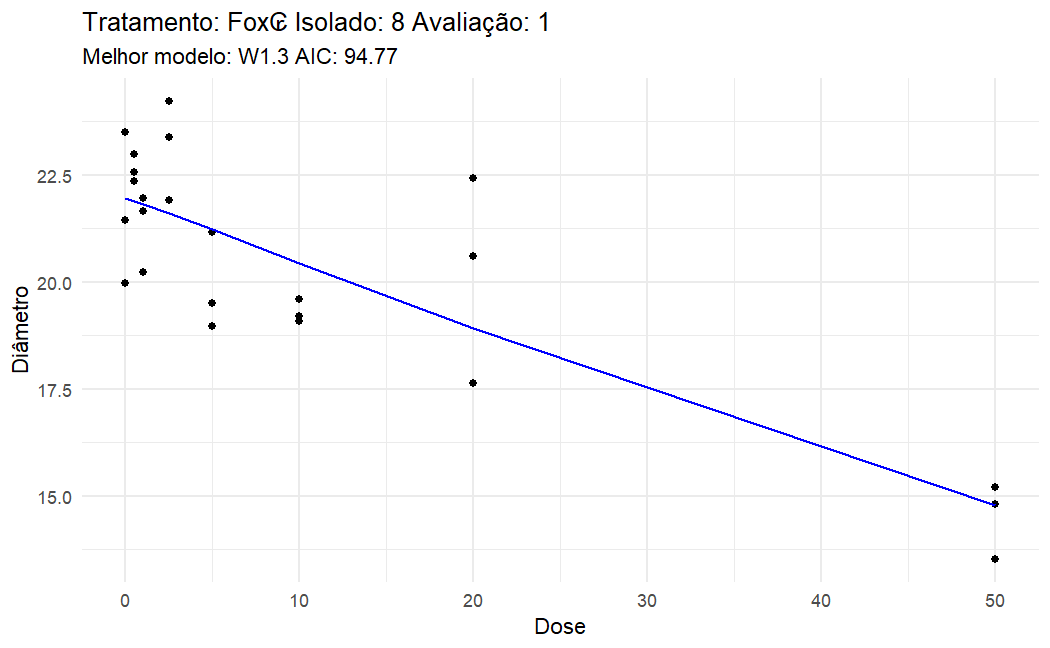 Tratamento: Fox₢ Isolado: 8 Avaliação: 1
Melhor modelo: W1.3 AIC: 94.77
Diâmetro
22.5
20.0
17.5
15.0
0 10 20 30 40 50
Dose